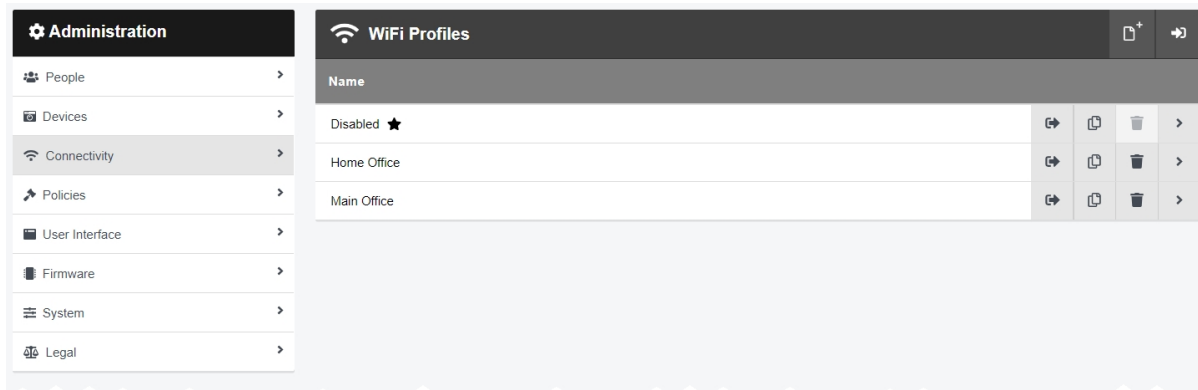 Administration
People
Devices
Connectivity
Policies
User Interface
Firmware
System
Legal
WiFi Profiles
Name
Disabled
Home Office
Main Office